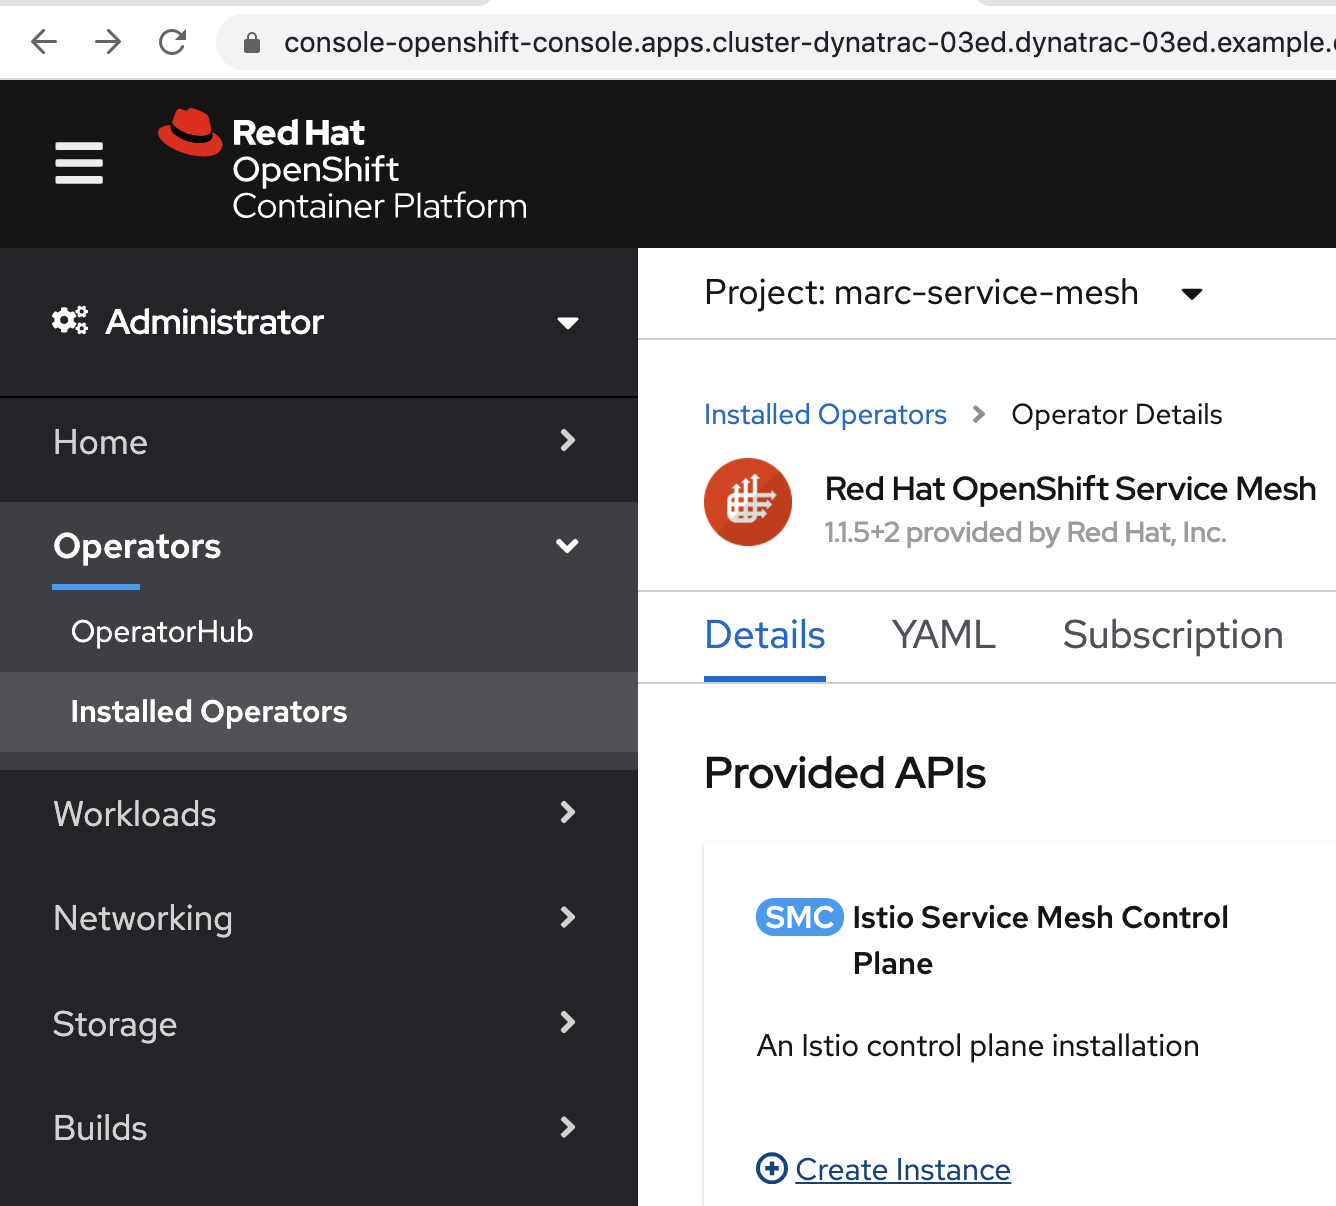 console-openshift-console.apps.cluster-dynatrac-03ed.dynatrac-03ed.example.
Red Hat
OpenShift
Container Platform
Administrator
Home
Operators
OperatorHub
Installed Operators
Workloads
Networking
Storage
Builds
Project: marc-service-mesh
Installed Operators > Operator Details
Red Hat OpenShift Service Mesh
1.1.5+2 provided by Red Hat, Inc.
Details YAML Subscription
Provided APIs
SMC Istio Service Mesh Control
Plane
An Istio control plane installation
Create Instance